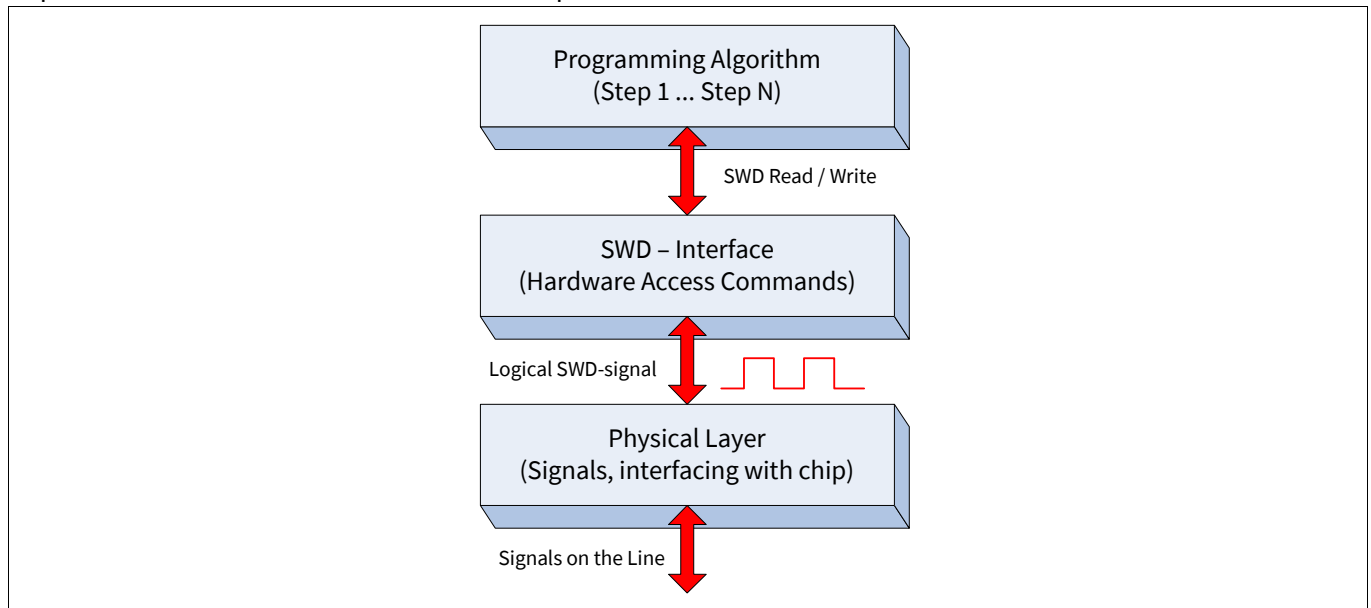 Programming Algorithm
(Step 1 ... Step N)
SWD Read / Write
SWD – Interface
(Hardware Access Commands)
Logical SWD-signal
Physical Layer
(Signals, interfacing with chip)
Signals on the Line